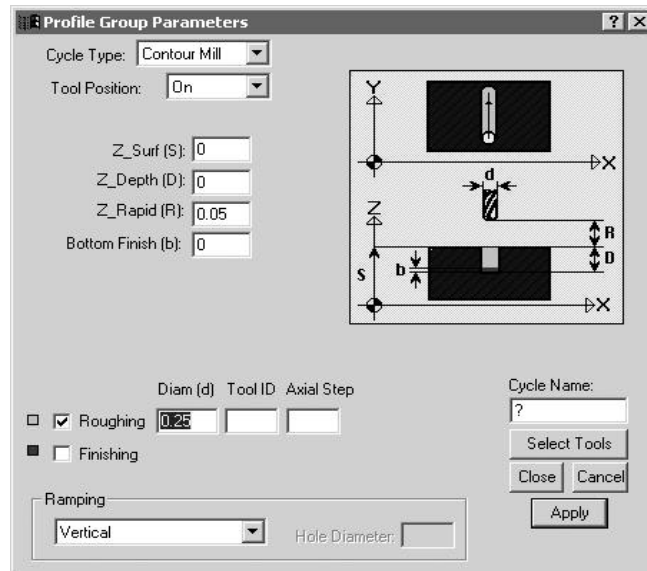 Profile Group Parameters
Cycle Type: Contour Mill
Tool Position: On
Z_Surf (S): 0
Z_Depth (D): 0
Z_Rapid (R): 0.05
Bottom Finish (b): 0
Y
X
d
Z
R
D
b
S
X
Diam (d) Tool ID Axial Step
Roughing 0.25
Finishing
Cycle Name:
?
Select Tools
Close Cancel
Apply
Ramping
Vertical
Hole Diameter: